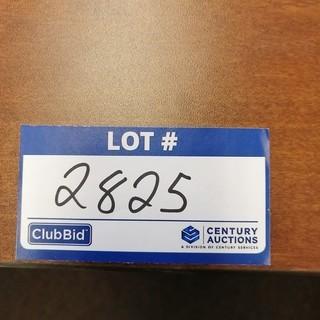 LOT #
2825
ClubBid
CENTURY
AUCTIONS
A DIVISION OF CENTURY SERVICES